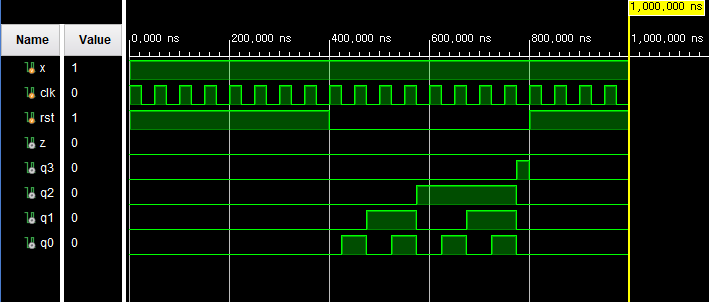 1,000,000 ns
Name Value 0,000 ns 200,000 ns 400,000 ns 600,000 ns 800,000 ns 1,000,000 ns
x 1
clk 0
rst 1
z 0
q3 0
q2 0
q1 0
q0 0